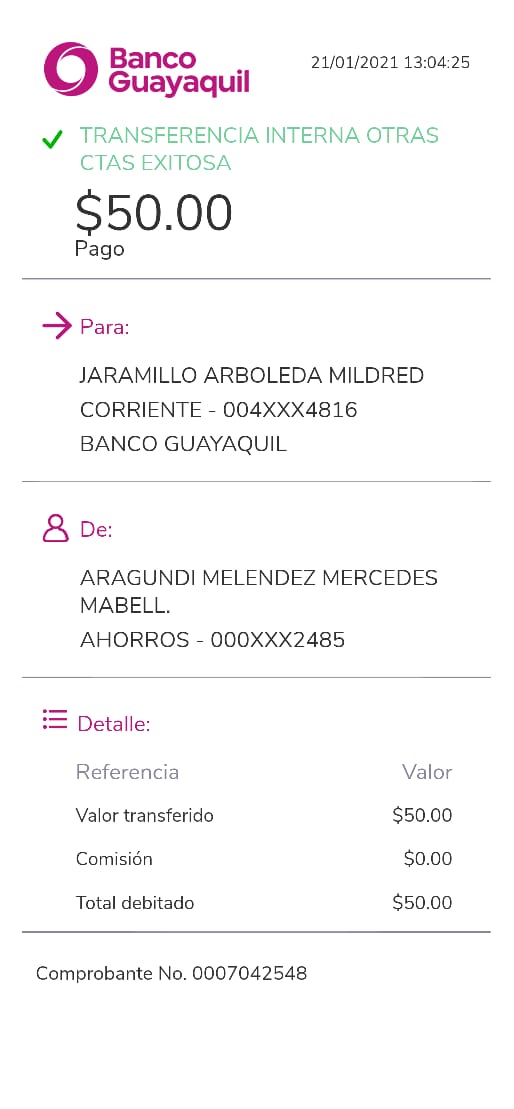 Banco
Guayaquil
21/01/2021 13:04:25
TRANSFERENCIA INTERNA OTRAS
CTAS EXITOSA
$50.00
Pago
Para:
JARAMILLO ARBOLEDA MILDRED
CORRIENTE - 004XXX4816
BANCO GUAYAQUIL
De:
ARAGUNDI MELENDEZ MERCEDES
MABELL.
AHORROS - 000XXX2485
Detalle:
Referencia Valor
Valor transferido $50.00
Comisión $0.00
Total debitado $50.00
Comprobante No. 0007042548